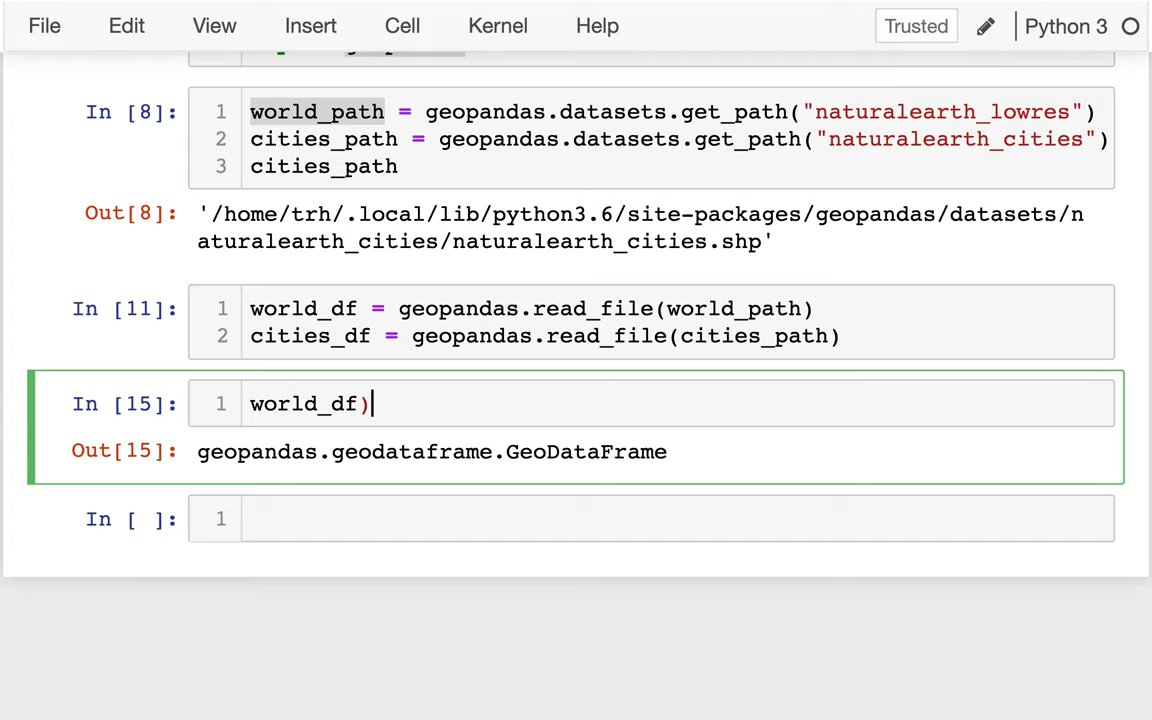 File Edit View Insert Cell Kernel Help Trusted Python 3
In [8]: 1 world_path = geopandas.datasets.get_path("naturalearth_lowres")
2 cities_path = geopandas.datasets.get_path("naturalearth_cities")
3 cities_path
Out[8]: '/home/trh/.local/lib/python3.6/site-packages/geopandas/datasets/n
aturalearth_cities/naturalearth_cities.shp'
In [11]: 1 world_df = geopandas.read_file(world_path)
2 cities_df = geopandas.read_file(cities_path)
In [15]: 1 world_df)
Out[15]: geopandas.geodataframe.GeoDataFrame
In [ ]: 1